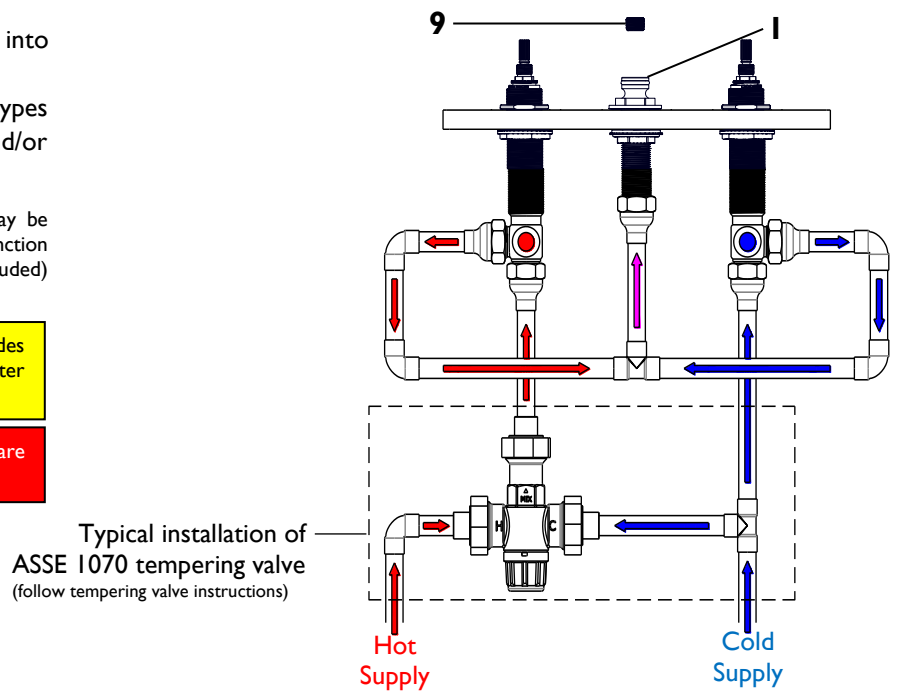 into
ypes
d/or
ay be
nction
uded)
des
ter
are
9
1
MIX
H
C
Typical installation of
ASSE 1070 tempering valve
(follow tempering valve instructions)
Hot
Supply
Cold
Supply